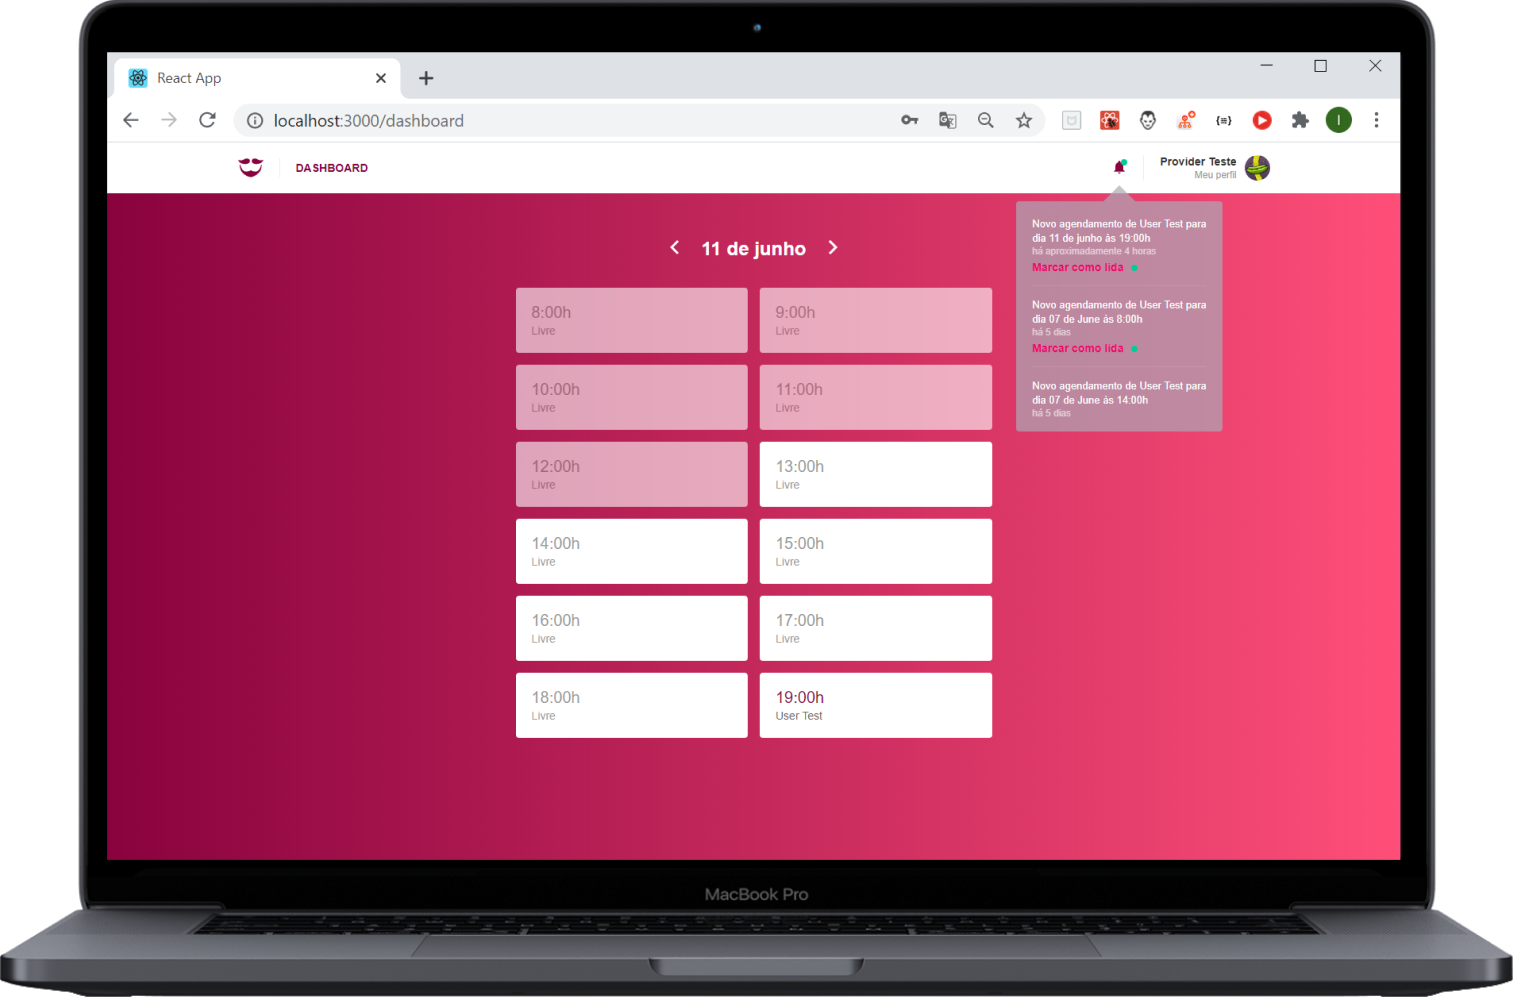 React App
localhost:3000/dashboard
DASHBOARD
Provider Teste
Meu perfil
Novo agendamento de User Test para
dia 11 de junho às 19:00h
há aproximadamente 4 horas
Marcar como lida
Novo agendamento de User Test para
dia 07 de June às 8:00h
há 5 dias
Marcar como lida
Novo agendamento de User Test para
dia 07 de June às 14:00h
há 5 dias
11 de junho
8:00h
Livre
9:00h
Livre
10:00h
Livre
11:00h
Livre
12:00h
Livre
13:00h
Livre
14:00h
Livre
15:00h
Livre
16:00h
Livre
17:00h
Livre
18:00h
Livre
19:00h
User Test
MacBook Pro